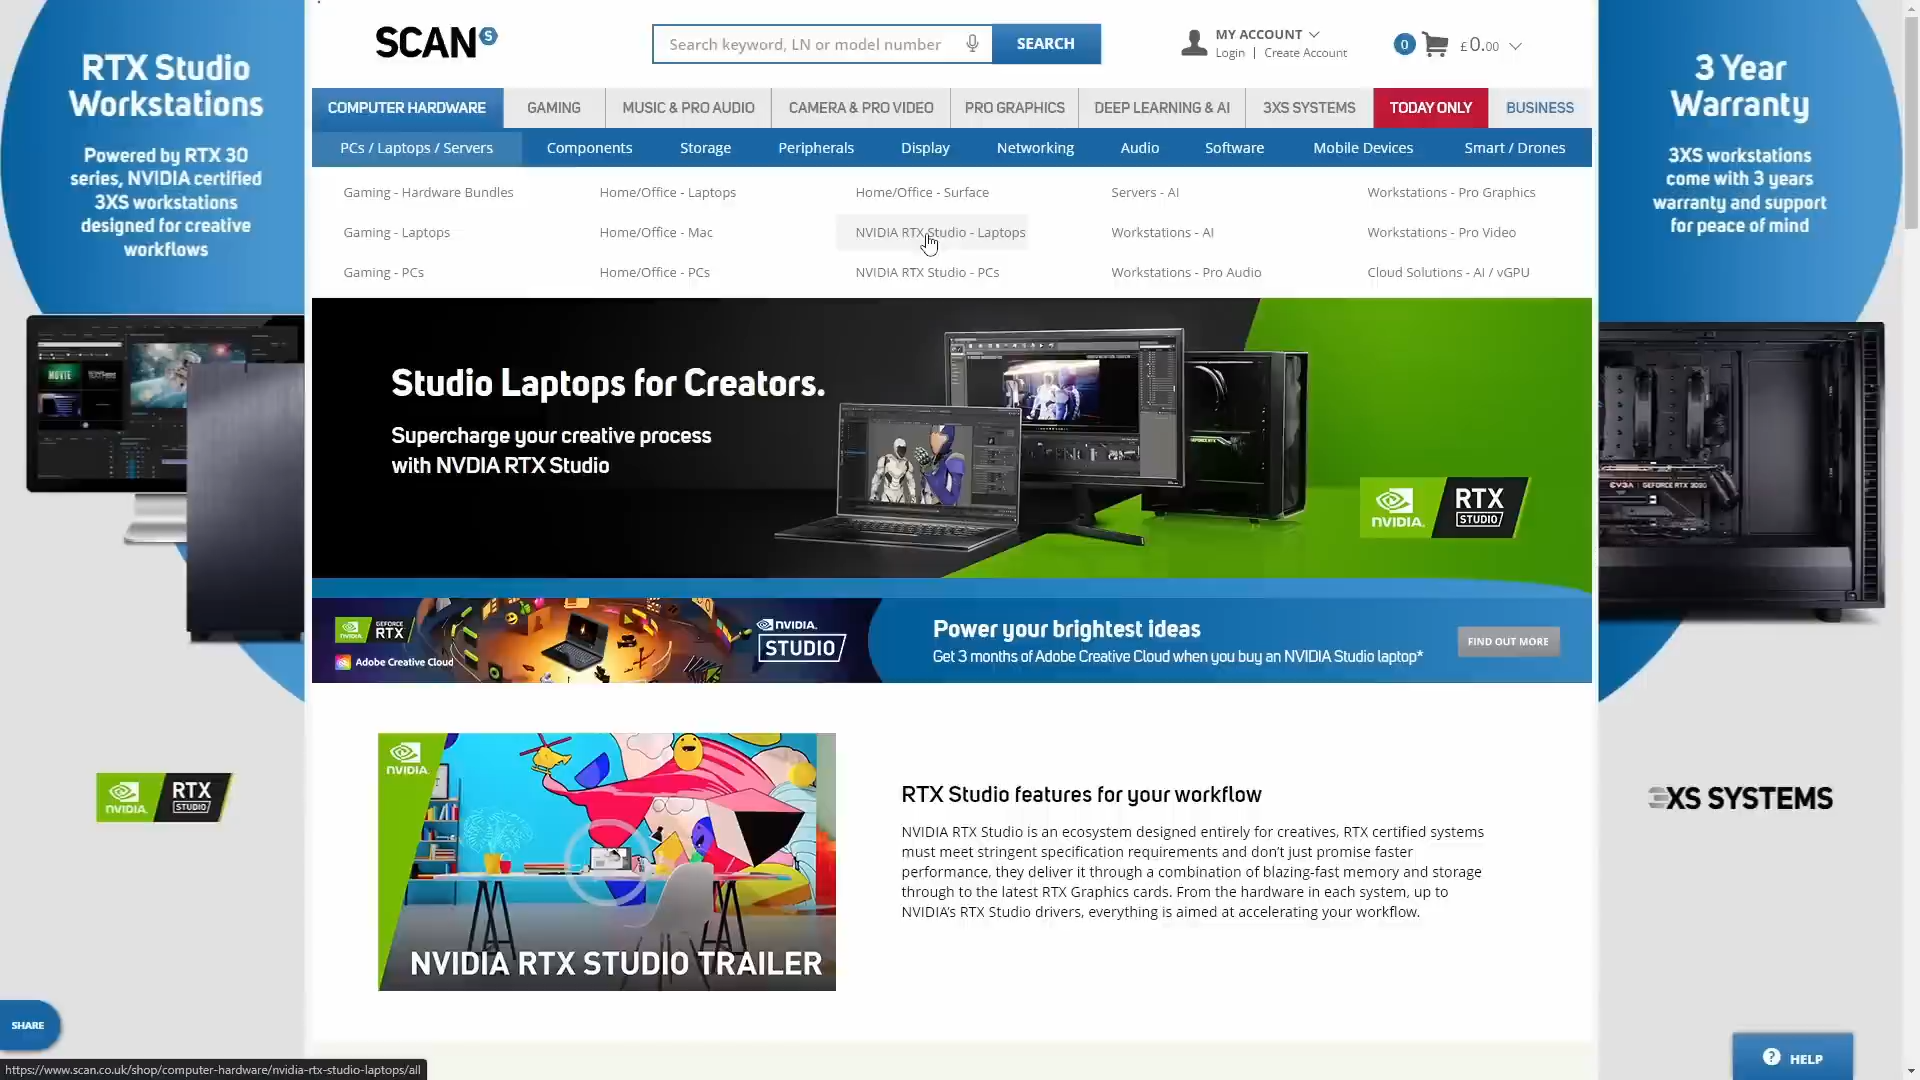 SCAN S
Search keyword, LN or model number
SEARCH
MY ACCOUNT
Login | Create Account
0
£0.00
COMPUTER HARDWARE
GAMING
MUSIC & PRO AUDIO
CAMERA & PRO VIDEO
PRO GRAPHICS
DEEP LEARNING & AI
3XS SYSTEMS
TODAY ONLY
BUSINESS
PCs / Laptops / Servers
Components
Storage
Peripherals
Display
Networking
Audio
Software
Mobile Devices
Smart / Drones
Gaming - Hardware Bundles
Home/Office - Laptops
Home/Office - Surface
Servers - AI
Workstations - Pro Graphics
Gaming - Laptops
Home/Office - Mac
NVIDIA RTX Studio - Laptops
Workstations - AI
Workstations - Pro Video
Gaming - PCs
Home/Office - PCs
NVIDIA RTX Studio - PCs
Workstations - Pro Audio
Cloud Solutions - AI / vGPU
RTX Studio
Workstations
Powered by RTX 30
series, NVIDIA certified
3XS workstations
designed for creative
workflows
MOVIE
NVIDIA.
RTX
STUDIO
3 Year
Warranty
3XS workstations
come with 3 years
warranty and support
for peace of mind
EVGA | GEFORCE RTX 3090
3XS SYSTEMS
Studio Laptops for Creators.
Supercharge your creative process
with NVDIA RTX Studio
GEFORCE RTX
NVIDIA.
RTX
STUDIO
NVIDIA
GEFORCE
RTX
Adobe Creative Cloud
NVIDIA.
STUDIO
Power your brightest ideas
Get 3 months of Adobe Creative Cloud when you buy an NVIDIA Studio laptop*
FIND OUT MORE
NVIDIA.
NVIDIA RTX STUDIO TRAILER
RTX Studio features for your workflow
NVIDIA RTX Studio is an ecosystem designed entirely for creatives, RTX certified systems
must meet stringent specification requirements and don't just promise faster
performance, they deliver it through a combination of blazing-fast memory and storage
through to the latest RTX Graphics cards. From the hardware in each system, up to
NVIDIA's RTX Studio drivers, everything is aimed at accelerating your workflow.
SHARE
? HELP
https://www.scan.co.uk/shop/computer-hardware/nvidia-rtx-studio-laptops/all